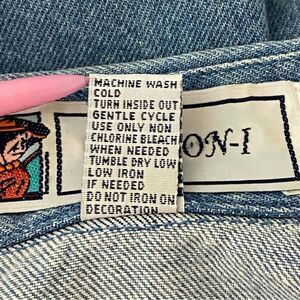 MACHINE WASH
COLD
TURN INSIDE OUT
GENTLE CYCLE
USE ONLY NON
CHLORINE BLEACH
WHEN NEEDED
TUMBLE DRY LOW
LOW IRON
IF NEEDED
DO NOT IRON ON
DECORATION
ON-I